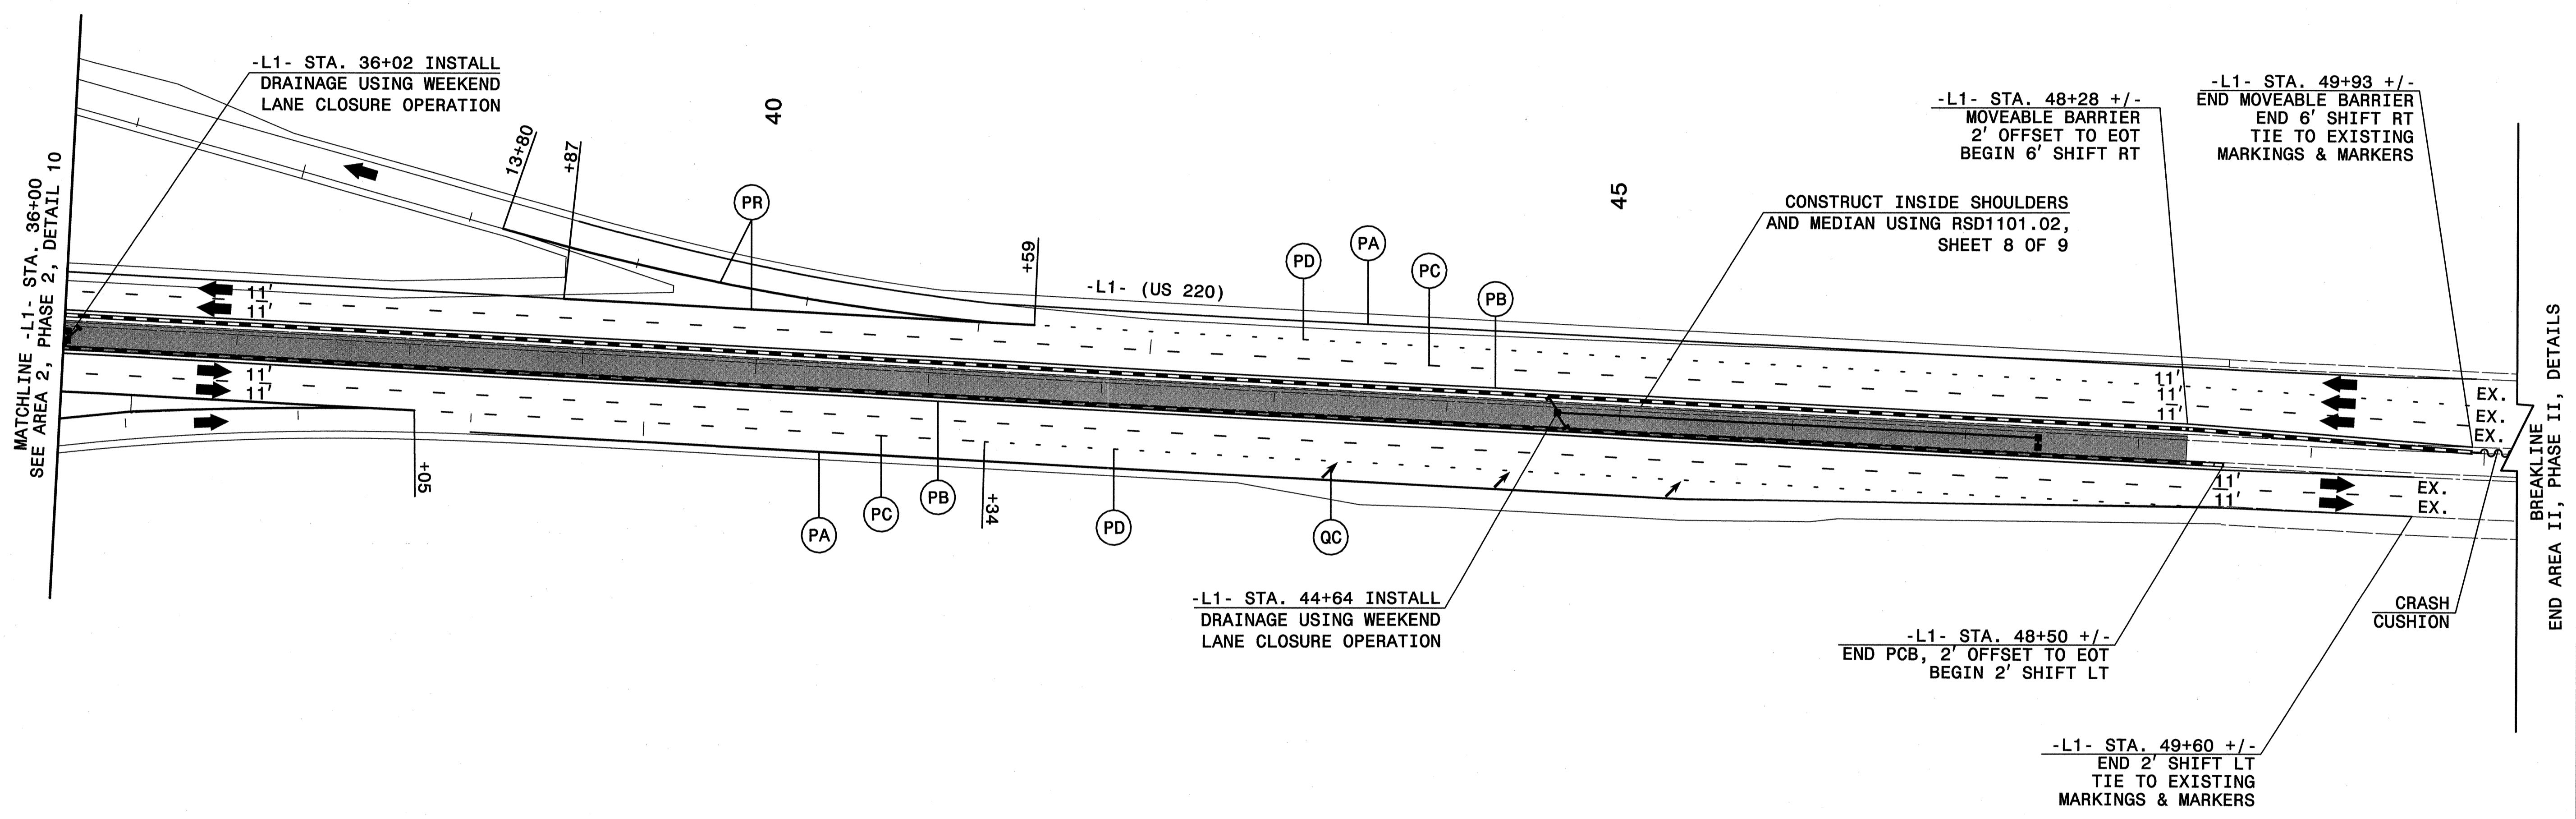 MATCHLINE -L1- STA. 36+00
SEE AREA 2, PHASE 2, DETAIL 10
-L1- STA. 36+02 INSTALL
DRAINAGE USING WEEKEND
LANE CLOSURE OPERATION
13+80
+87
40
PR
+59
-L1- (US 220)
PD
PA
PC
PB
45
CONSTRUCT INSIDE SHOULDERS
AND MEDIAN USING RSD1101.02,
SHEET 8 OF 9
-L1- STA. 48+28 +/-
MOVEABLE BARRIER
2' OFFSET TO EOT
BEGIN 6' SHIFT RT
-L1- STA. 49+93 +/-
END MOVEABLE BARRIER
END 6' SHIFT RT
TIE TO EXISTING
MARKINGS & MARKERS
11'
11'
11'
11'
11'
11'
11'
EX.
EX.
EX.
11'
11'
EX.
EX.
+05
PA
PC
PB
+34
PD
QC
-L1- STA. 44+64 INSTALL
DRAINAGE USING WEEKEND
LANE CLOSURE OPERATION
-L1- STA. 48+50 +/-
END PCB, 2' OFFSET TO EOT
BEGIN 2' SHIFT LT
-L1- STA. 49+60 +/-
END 2' SHIFT LT
TIE TO EXISTING
MARKINGS & MARKERS
CRASH
CUSHION
BREAKLINE
END AREA II, PHASE II, DETAILS